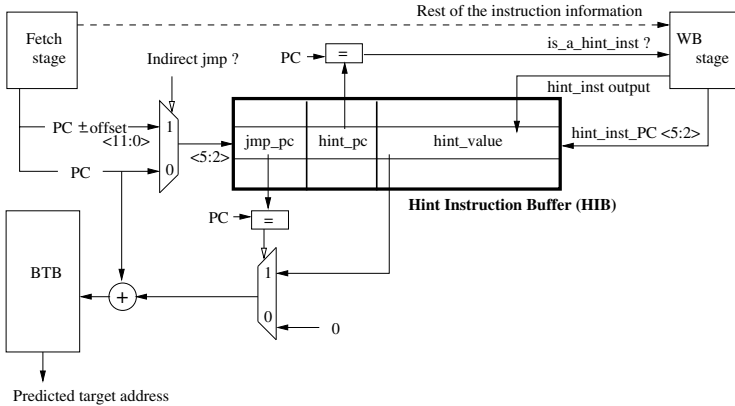 Rest of the instruction information
Fetch
stage
WB
stage
is_a_hint_inst ?
PC
=
Indirect jmp ?
hint_inst output
PC ±offset
<11:0>
1
0
<5:2>
jmp_pc
hint_pc
hint_value
hint_inst_PC <5:2>
PC
Hint Instruction Buffer (HIB)
PC
=
BTB
+
1
0
0
Predicted target address